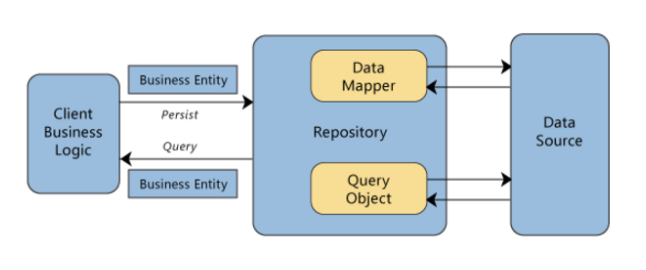 Client
Business
Logic
Business Entity
Persist
Query
Business Entity
Data
Mapper
Repository
Query
Object
Data
Source